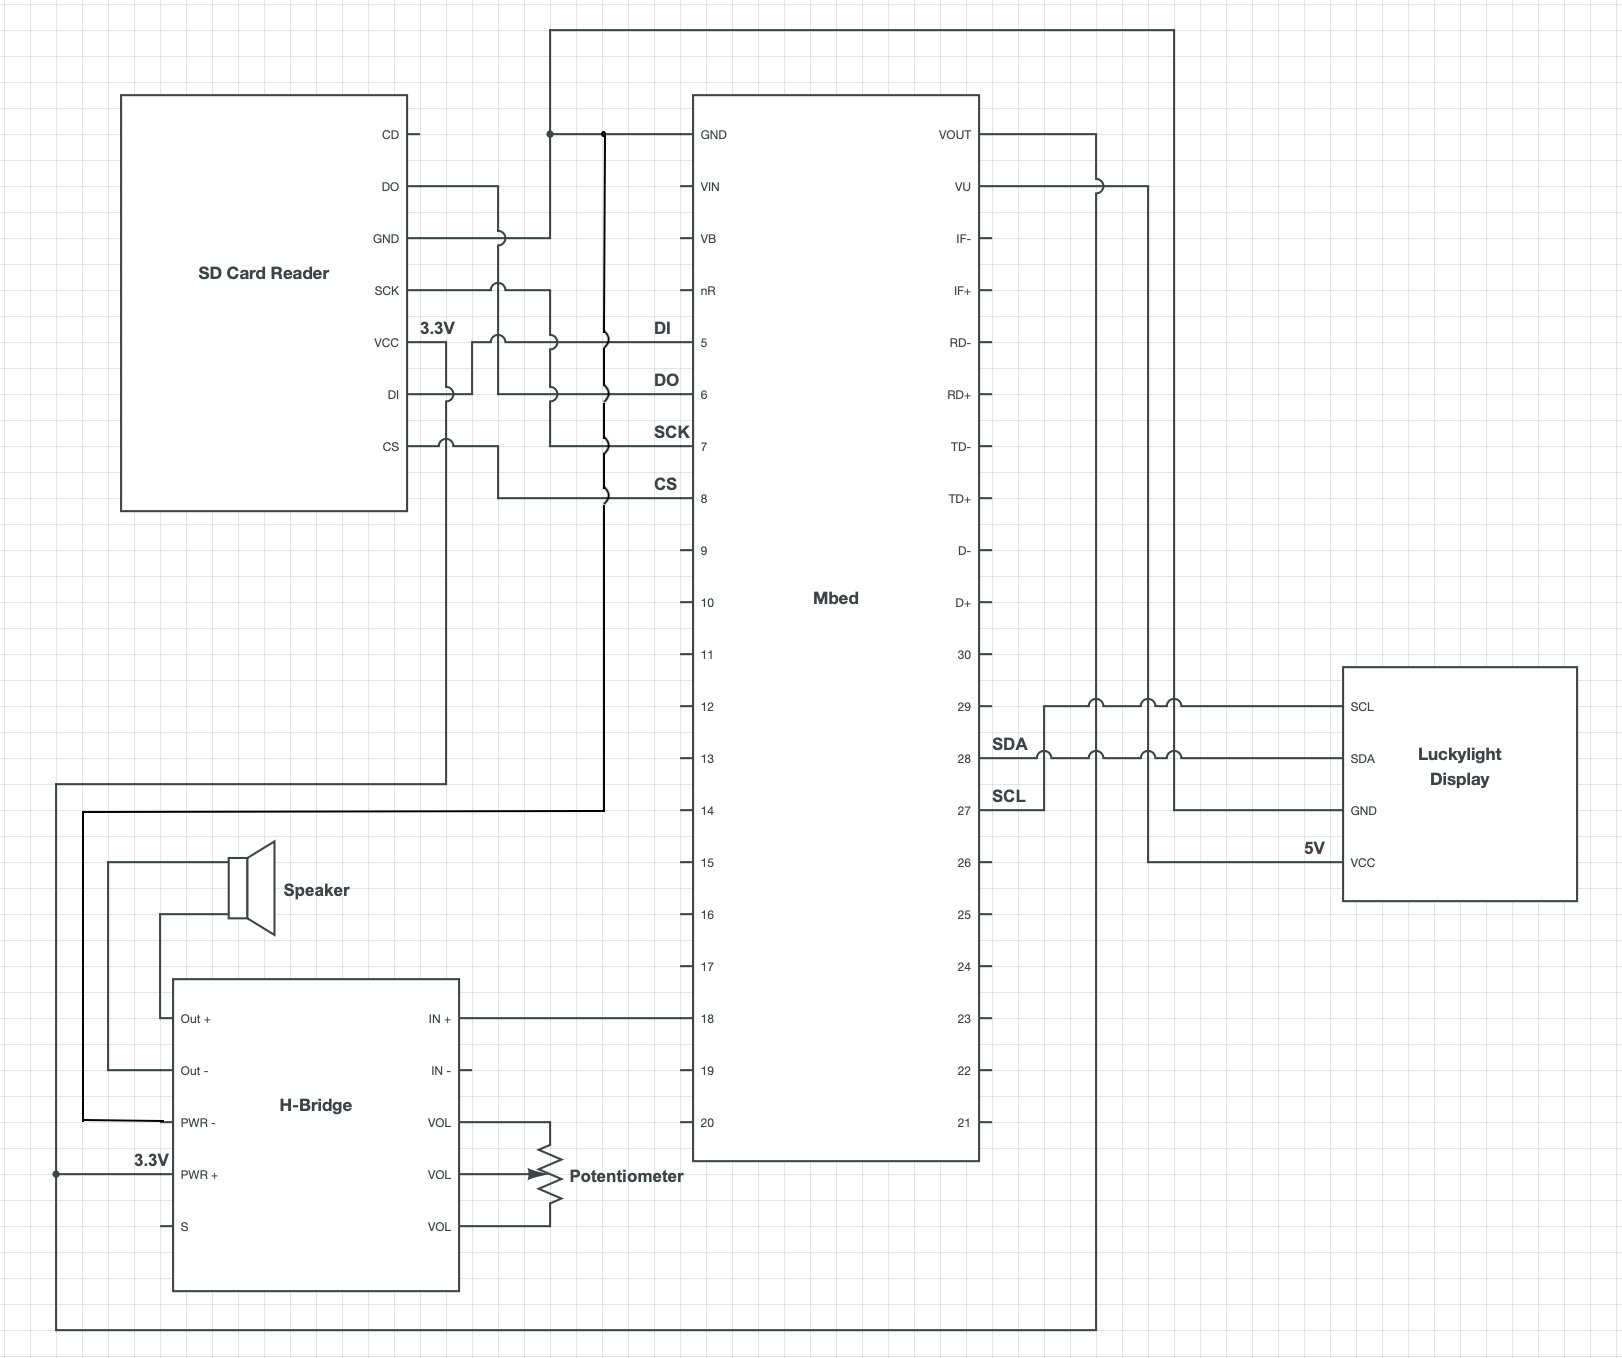 CD
GND
VOUT
DO
VIN
VU
GND
VB
IF-
SD Card Reader
SCK
nR
IF+
3.3V
DI
VCC
5
RD-
DO
DI
6
RD+
SCK
CS
7
TD-
CS
8
TD+
9
D-
Mbed
10
D+
11
30
12
29
SCL
SDA
13
28
SDA
Luckylight
Display
SCL
14
27
GND
5V
15
26
VCC
Speaker
16
25
17
24
Out +
IN +
18
23
Out -
IN -
19
22
H-Bridge
PWR -
VOL
20
21
3.3V
PWR +
VOL
Potentiometer
S
VOL